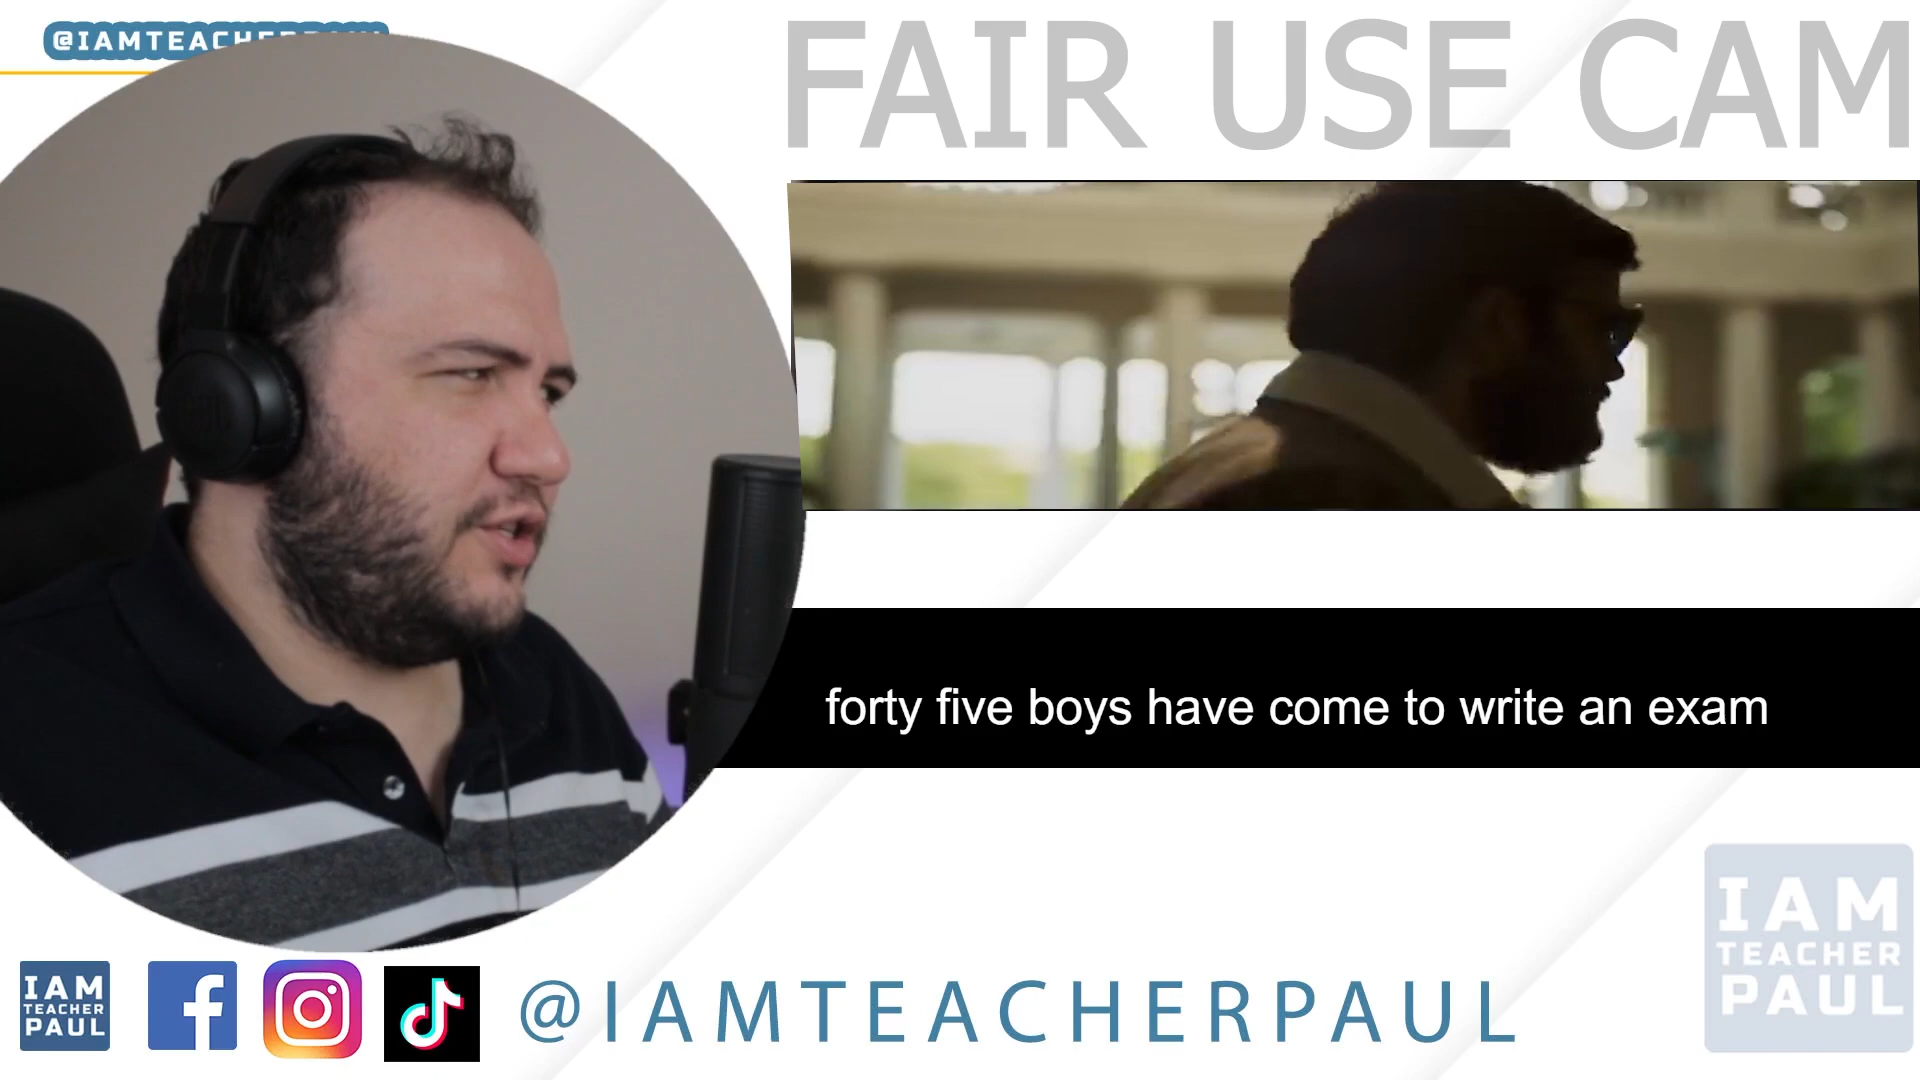 @IAMTEACHERPAUL
FAIR USE CAM
forty five boys have come to write an exam
IAM
TEACHER
PAUL
IAM
TEACHER
PAUL
@IAMTEACHERPAUL